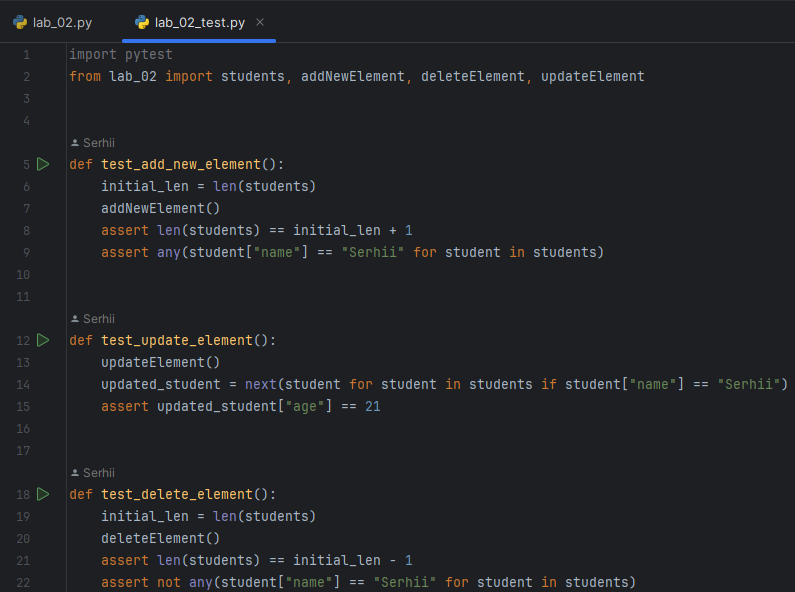 lab_02.py lab_02_test.py
1 import pytest
2 from lab_02 import students, addNewElement, deleteElement, updateElement
3
4
Serhii
5 def test_add_new_element():
6 initial_len = len(students)
7 addNewElement()
8 assert len(students) == initial_len + 1
9 assert any(student["name"] == "Serhii" for student in students)
10
11
Serhii
12 def test_update_element():
13 updateElement()
14 updated_student = next(student for student in students if student["name"] == "Serhii")
15 assert updated_student["age"] == 21
16
17
Serhii
18 def test_delete_element():
19 initial_len = len(students)
20 deleteElement()
21 assert len(students) == initial_len - 1
22 assert not any(student["name"] == "Serhii" for student in students)